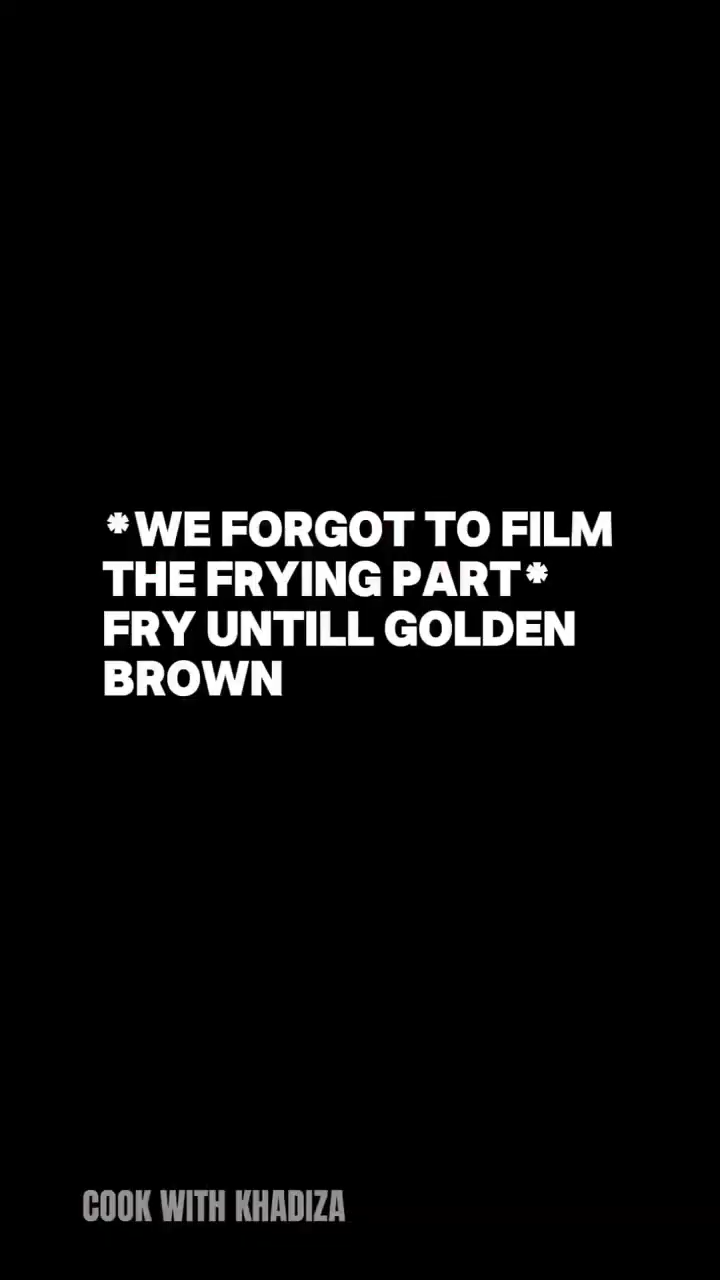 *WE FORGOT TO FILM
THE FRYING PART*
FRY UNTILL GOLDEN
BROWN
COOK WITH KHADIZA